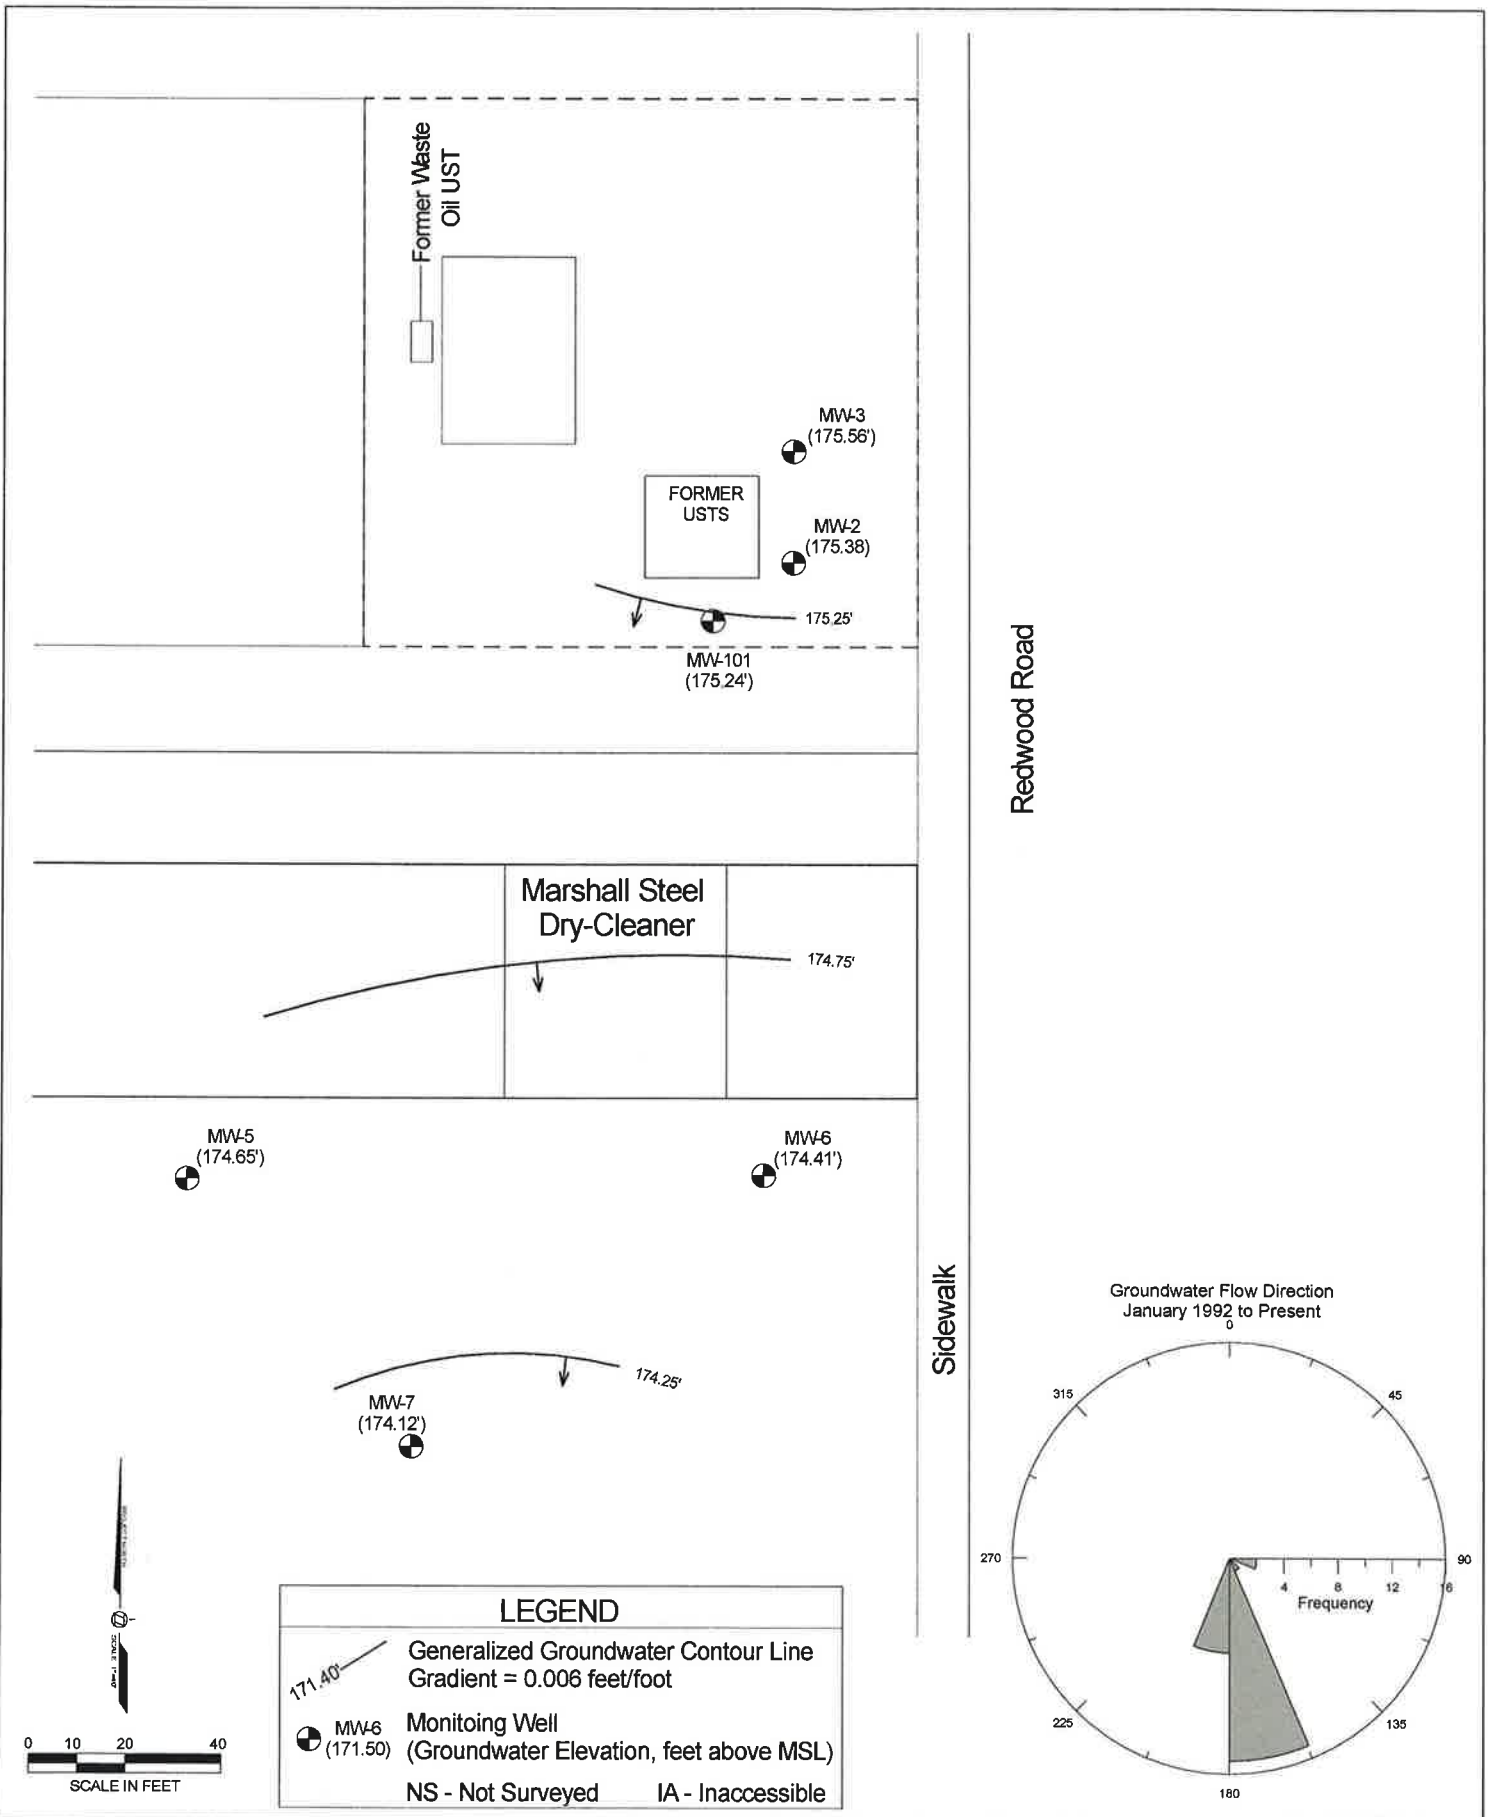 Former Waste
Oil UST
MW-3
(175.56')
FORMER
USTS
MW-2
(175.38)
175.25'
MW-101
(175.24')
Redwood Road
Marshall Steel
Dry-Cleaner
174.75'
MW-5
(174.65')
MW-6
(174.41')
Sidewalk
174.25'
MW-7
(174.12')
Groundwater Flow Direction
January 1992 to Present
0
45
90
135
180
225
270
315
4
8
12
16
Frequency
LEGEND
171.40'
Generalized Groundwater Contour Line
Gradient = 0.006 feet/foot
MW-6
(171.50)
Monitoing Well
(Groundwater Elevation, feet above MSL)
NS - Not Surveyed
IA - Inaccessible
0
10
20
40
SCALE IN FEET